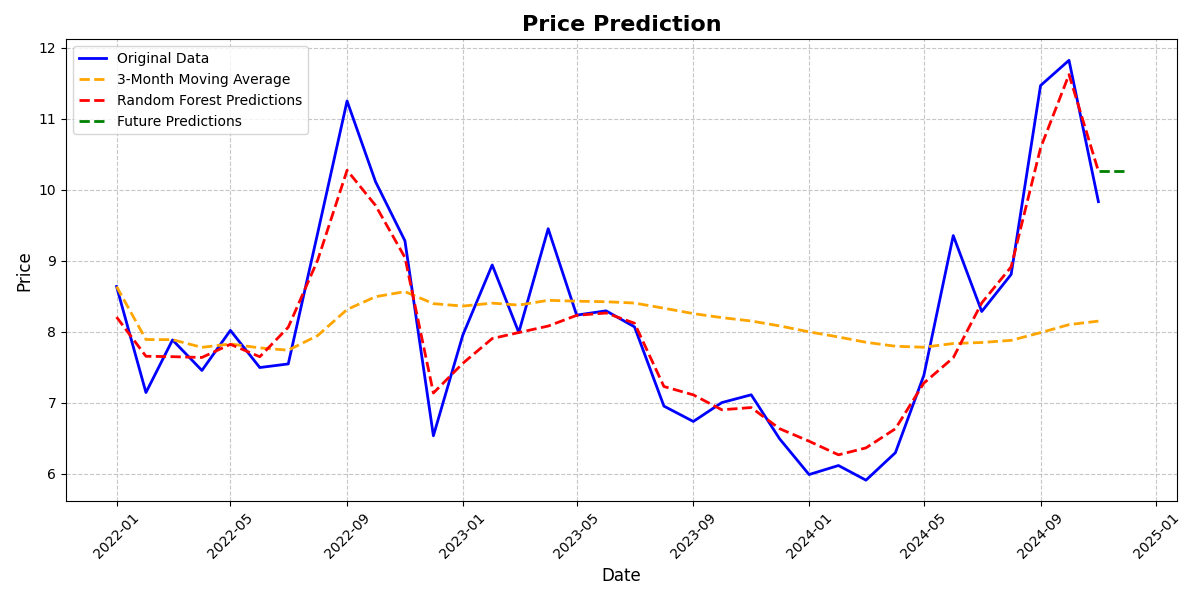 Price Prediction
Original Data
3-Month Moving Average
Random Forest Predictions
Future Predictions
Price
12
11
10
9
8
7
6
2022-01
2022-05
2022-09
2023-01
2023-05
2023-09
2024-01
2024-05
2024-09
2025-01
Date